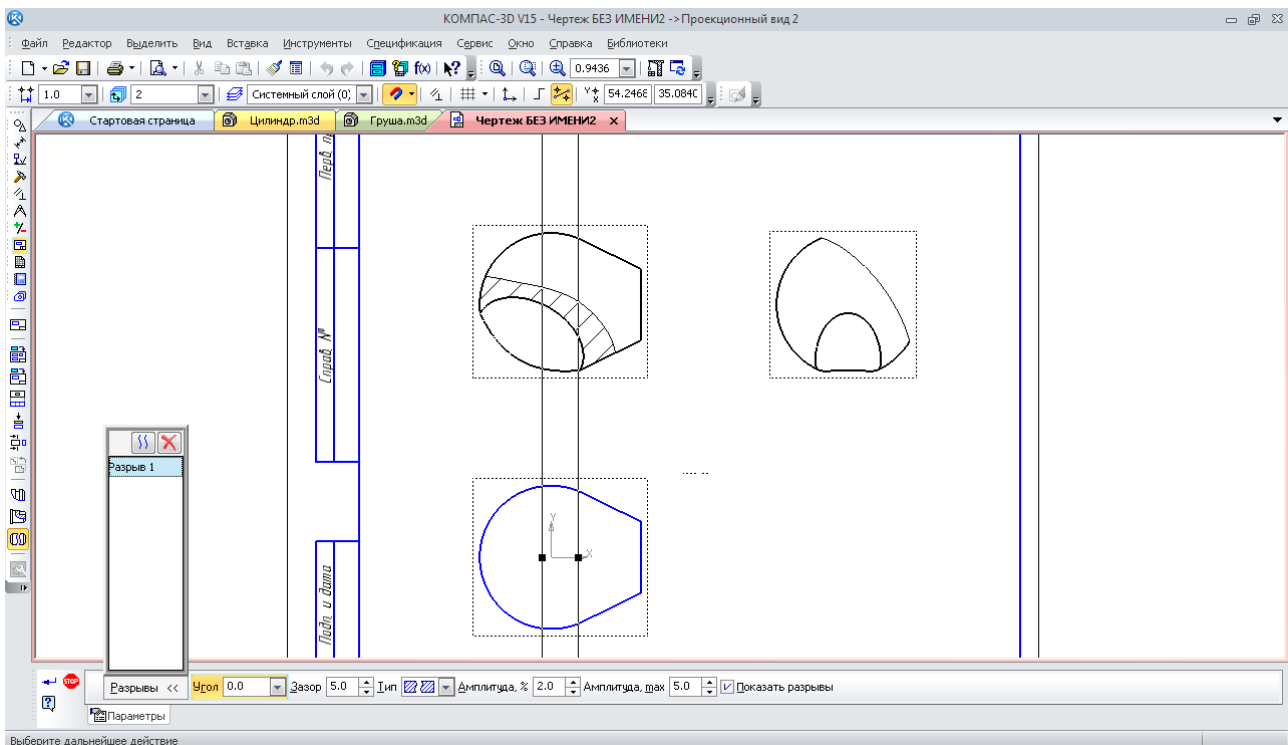 КОМПАС-3D V15 - Чертеж БЕЗ ИМЕНИ2 ->Проекционный вид 2
Файл Редактор Выделить Вид Вставка Инструменты Спецификация Сервис Окно Справка Библиотеки
0.9436
1.0 2 Системный слой (0) 54.246 35.084
Стартовая страница Цилиндр.m3d Груша.m3d Чертеж БЕЗ ИМЕНИ2
Перв. п
Справ. №
Разрыв 1
Y
X
Подп. и дата
Разрывы << Угол 0.0 Зазор 5.0 Тип Амплитуда, % 2.0 Амплитуда, max 5.0 Показать разрывы
Параметры
Выберите дальнейшее действие